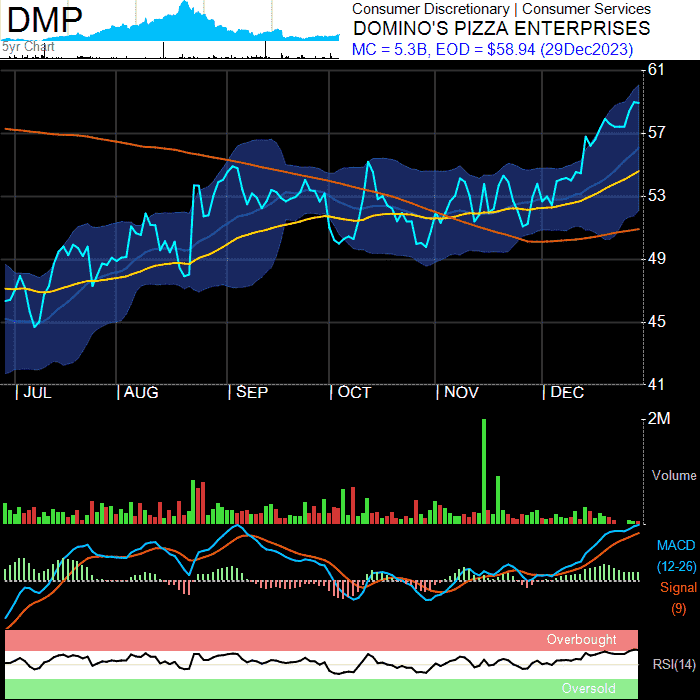 DMP
5yr Chart
Consumer Discretionary | Consumer Services
DOMINO'S PIZZA ENTERPRISES
MC = 5.3B, EOD = $58.94 (29Dec2023)
61
57
53
49
45
41
JUL AUG SEP OCT NOV DEC
2M
Volume
MACD
(12-26)
Signal
(9)
Overbought
RSI(14)
Oversold